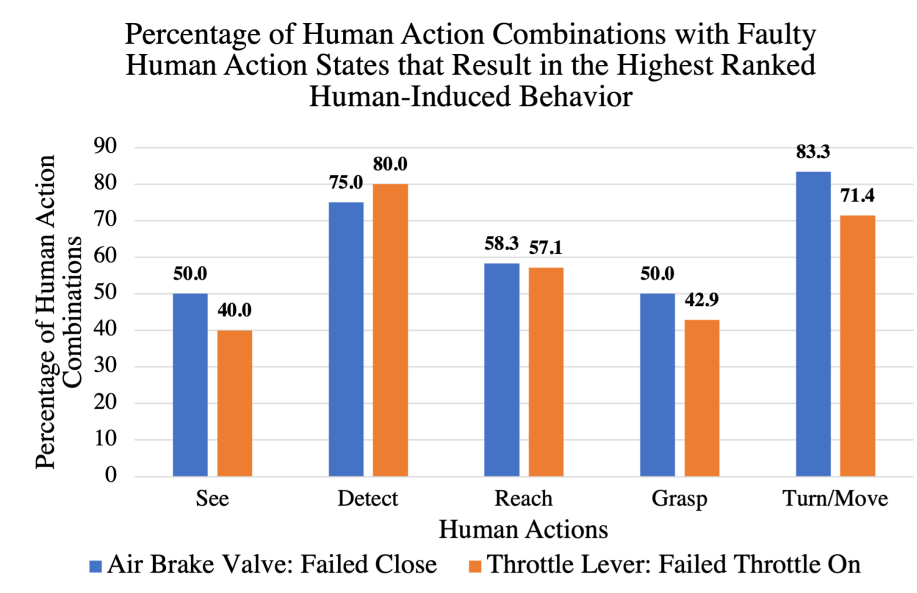 Percentage of Human Action Combinations with Faulty
Human Action States that Result in the Highest Ranked
Human-Induced Behavior
Percentage of Human Action
Combinations
90
80
70
60
50
40
30
20
10
0
50.0
40.0
75.0
80.0
58.3
57.1
50.0
42.9
83.3
71.4
See
Detect
Reach
Grasp
Turn/Move
Human Actions
Air Brake Valve: Failed Close
Throttle Lever: Failed Throttle On